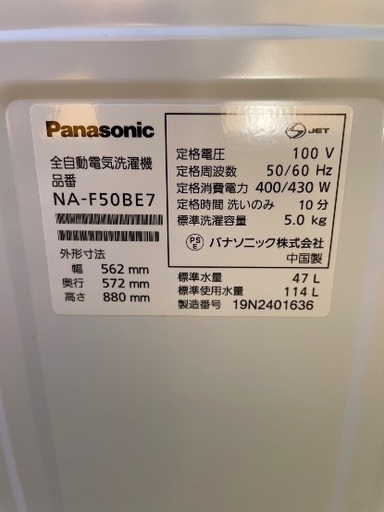 Panasonic
全自動電気洗濯機
品番
NA-F50BE7
外形寸法
幅 562 mm
奥行 572 mm
高さ 880 mm
S JET
定格電圧 100 V
定格周波数 50/60 Hz
定格消費電力 400/430 W
定格時間 洗いのみ 10 分
標準洗濯容量 5.0 kg
PS E パナソニック株式会社
中国製
標準水量 47 L
標準使用水量 114 L
製造番号 19N2401636